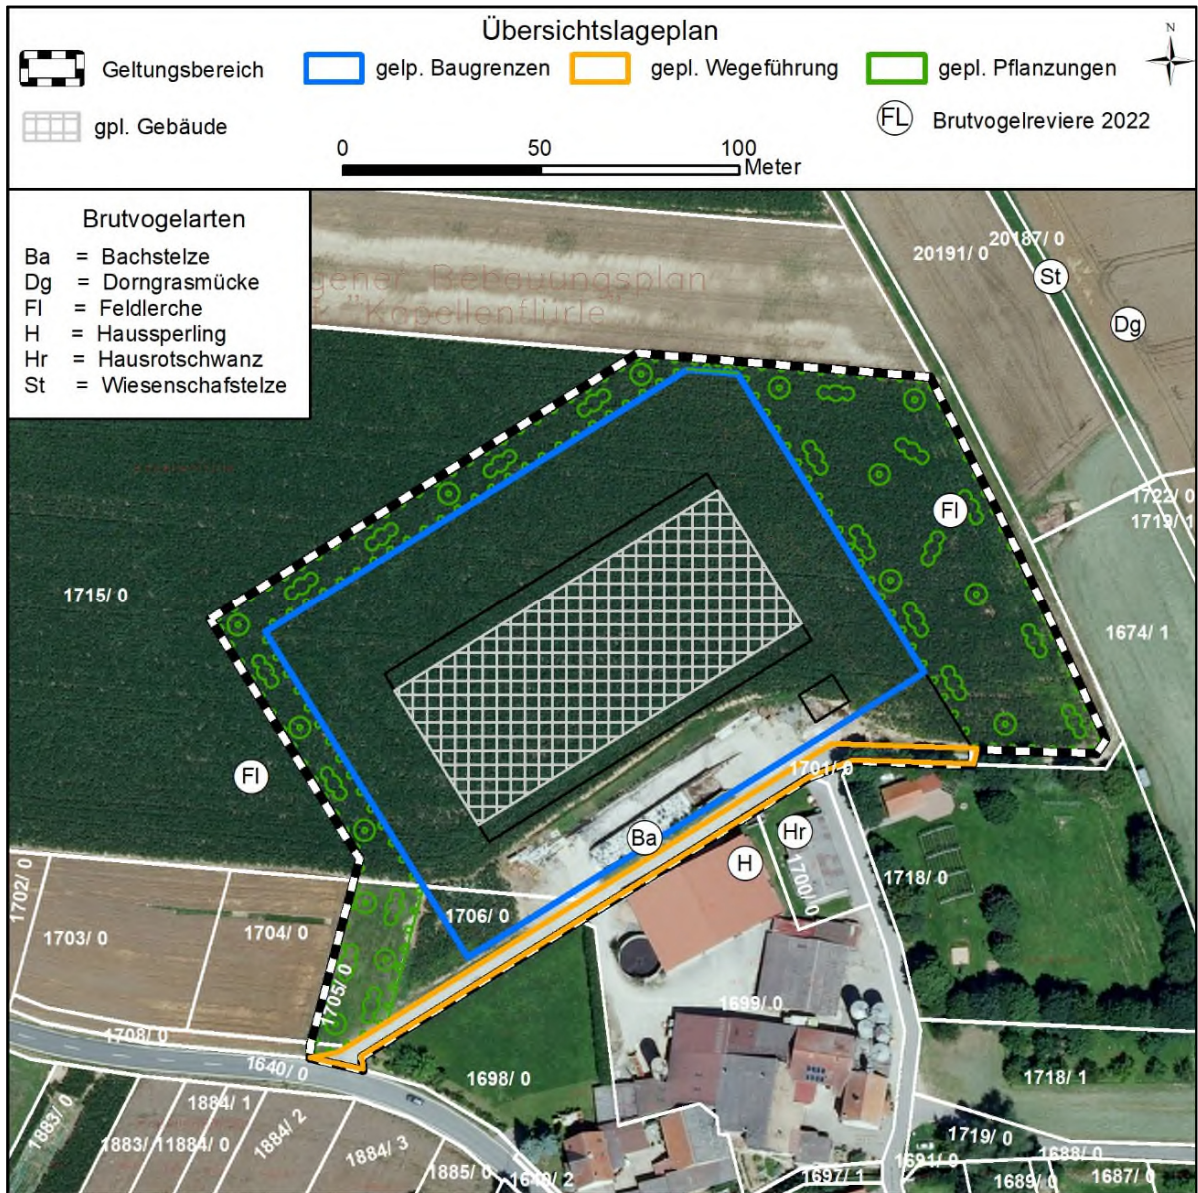 Übersichtslageplan
N
Geltungsbereich
gelp. Baugrenzen
gepl. Wegeführung
gepl. Pflanzungen
gpl. Gebäude
FL
Brutvogelreviere 2022
0 50 100
Meter
Brutvogelarten
Ba = Bachstelze
Dg = Dorngrasmücke
Fl = Feldlerche
H = Haussperling
Hr = Hausrotschwanz
St = Wiesenschafstelze
gener Bebauungsplan
"Kapellenflürle"
20191/ 0
20187/ 0
St
Dg
1722/ 0
1719/ 1
Fl
1715/ 0
1674/ 1
Fl
1701/ 0
Ba
Hr
H
1700/ 0
1718/ 0
1702/ 0
1703/ 0
1704/ 0
1706/ 0
1705/ 0
1699/ 0
1708/ 0
1640/ 0
1698/ 0
1718/ 1
1883/ 0
1884/ 1
1883/ 1
1884/ 0
1884/ 2
1884/ 3
1885/ 0
1640/ 2
1697/ 1
1691/ 0
1719/ 0
1688/ 0
1689/ 0
1687/ 0